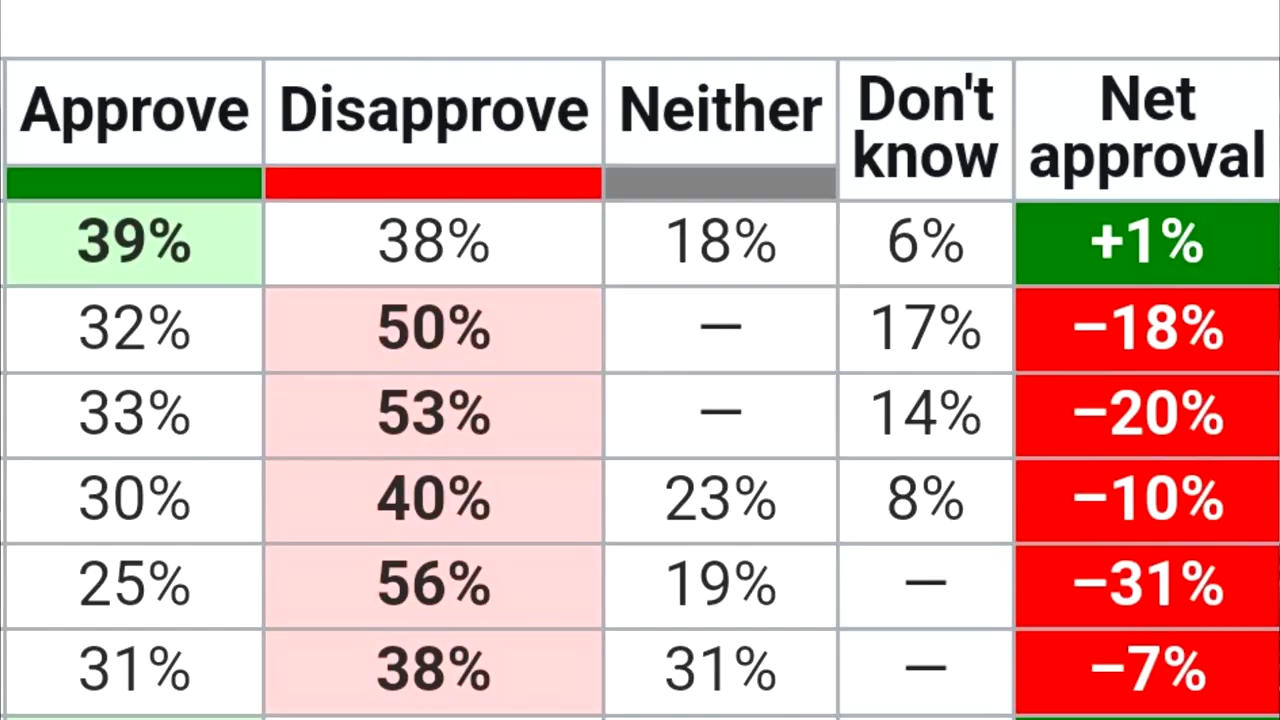 Approve Disapprove Neither Don't know Net approval
39% 38% 18% 6% +1%
32% 50% — 17% −18%
33% 53% — 14% −20%
30% 40% 23% 8% −10%
25% 56% 19% — −31%
31% 38% 31% — −7%